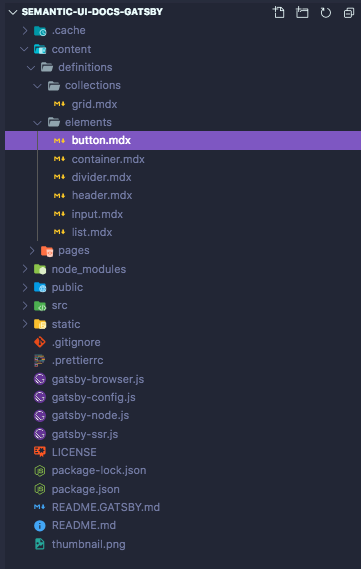 SEMANTIC-UI-DOCS-GATSBY
.cache
content
definitions
collections
grid.mdx
elements
button.mdx
container.mdx
divider.mdx
header.mdx
input.mdx
list.mdx
pages
node_modules
public
src
static
.gitignore
.prettierrc
gatsby-browser.js
gatsby-config.js
gatsby-node.js
gatsby-ssr.js
LICENSE
package-lock.json
package.json
README.GATSBY.md
README.md
thumbnail.png